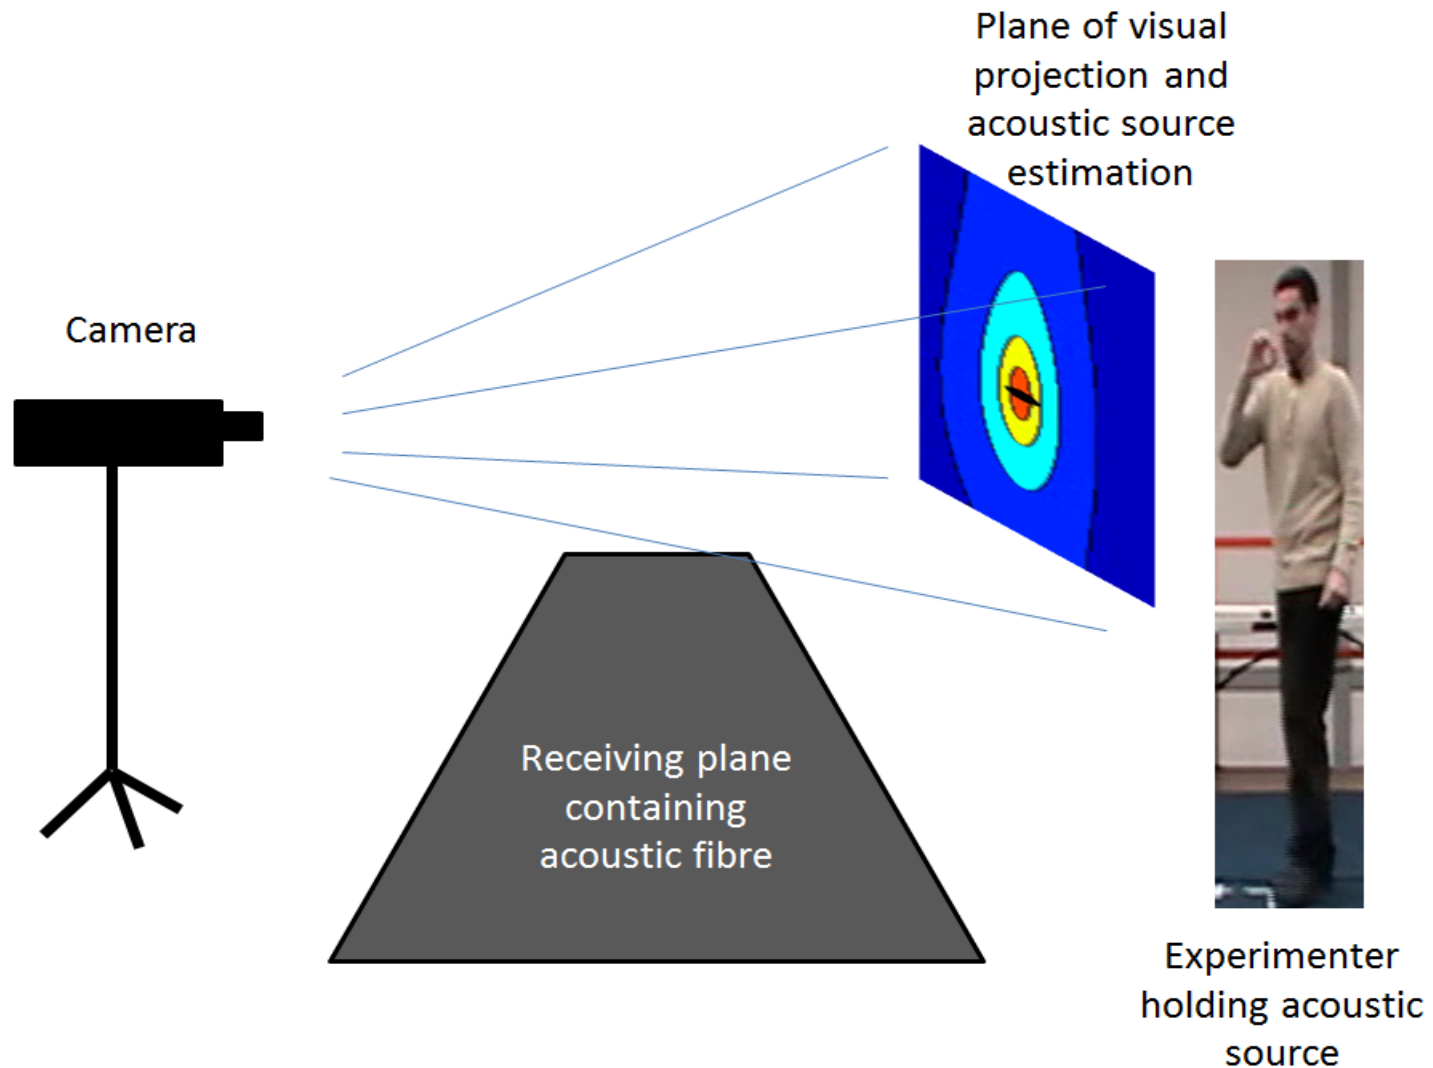 Plane of visual
projection and
acoustic source
estimation
Camera
Receiving plane
containing
acoustic fibre
Experimenter
holding acoustic
source